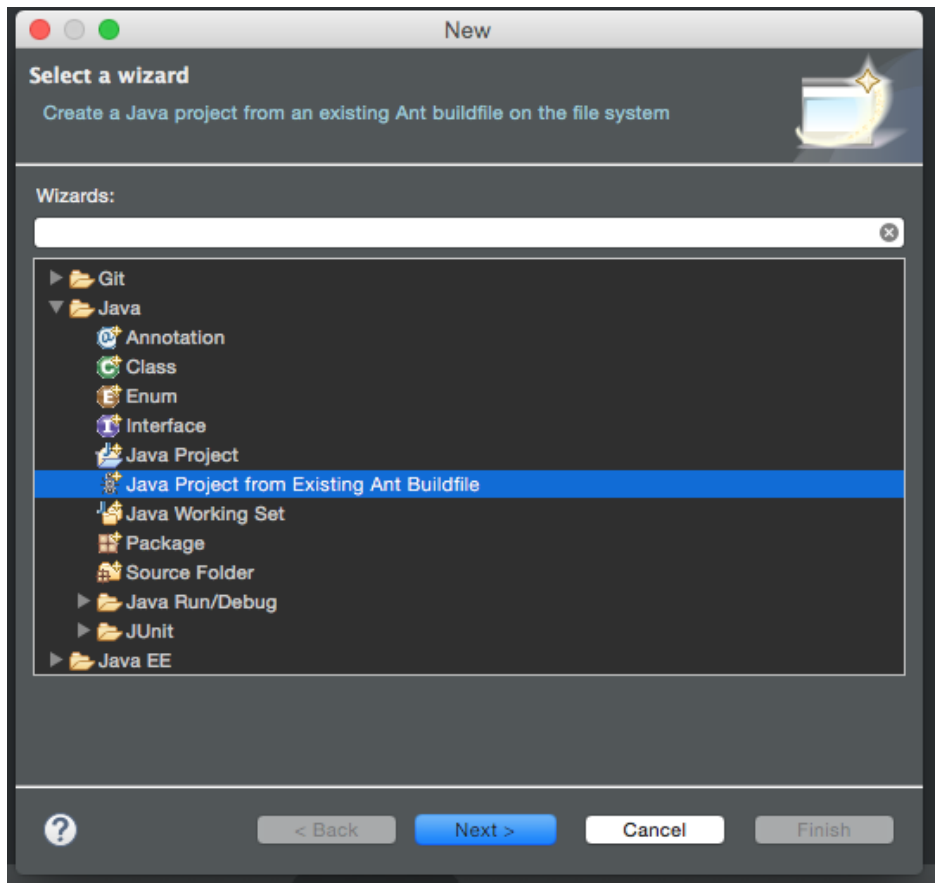 New
Select a wizard
Create a Java project from an existing Ant buildfile on the file system
Wizards:
Git
Java
Annotation
Class
Enum
Interface
Java Project
Java Project from Existing Ant Buildfile
Java Working Set
Package
Source Folder
Java Run/Debug
JUnit
Java EE
? < Back Next > Cancel Finish